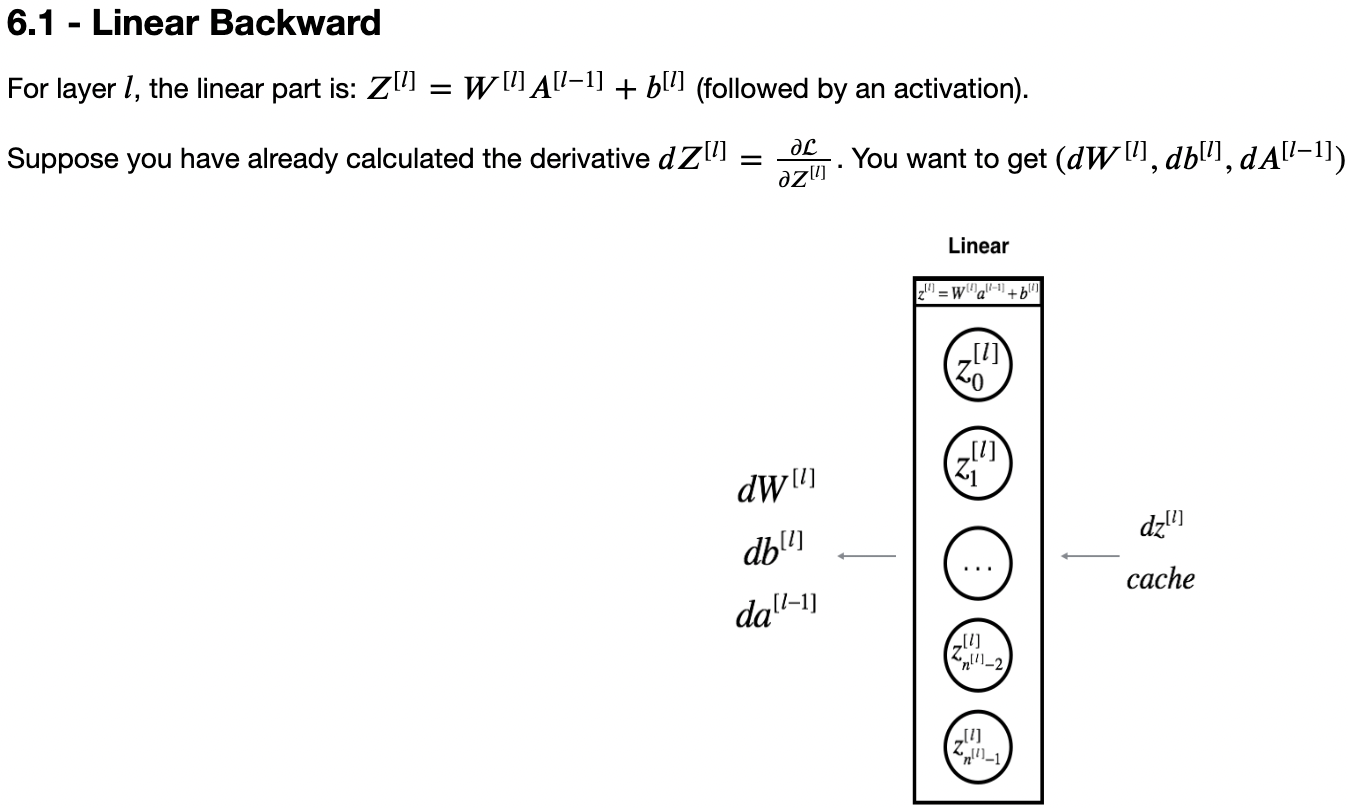 6.1 - Linear Backward
For layer l, the linear part is: Z^[l] = W^[l] A^[l−1] + b^[l] (followed by an activation).
Suppose you have already calculated the derivative dZ^[l] = ∂ℒ/∂Z^[l]. You want to get (dW^[l], db^[l], dA^[l−1])
Linear
z^[l] = W^[l]a^[l−1] + b^[l]
z_0^[l]
z_1^[l]
...
z_{n^[l]−2}^[l]
z_{n^[l]−1}^[l]
dW^[l]
db^[l]
da^[l−1]
dz^[l]
cache